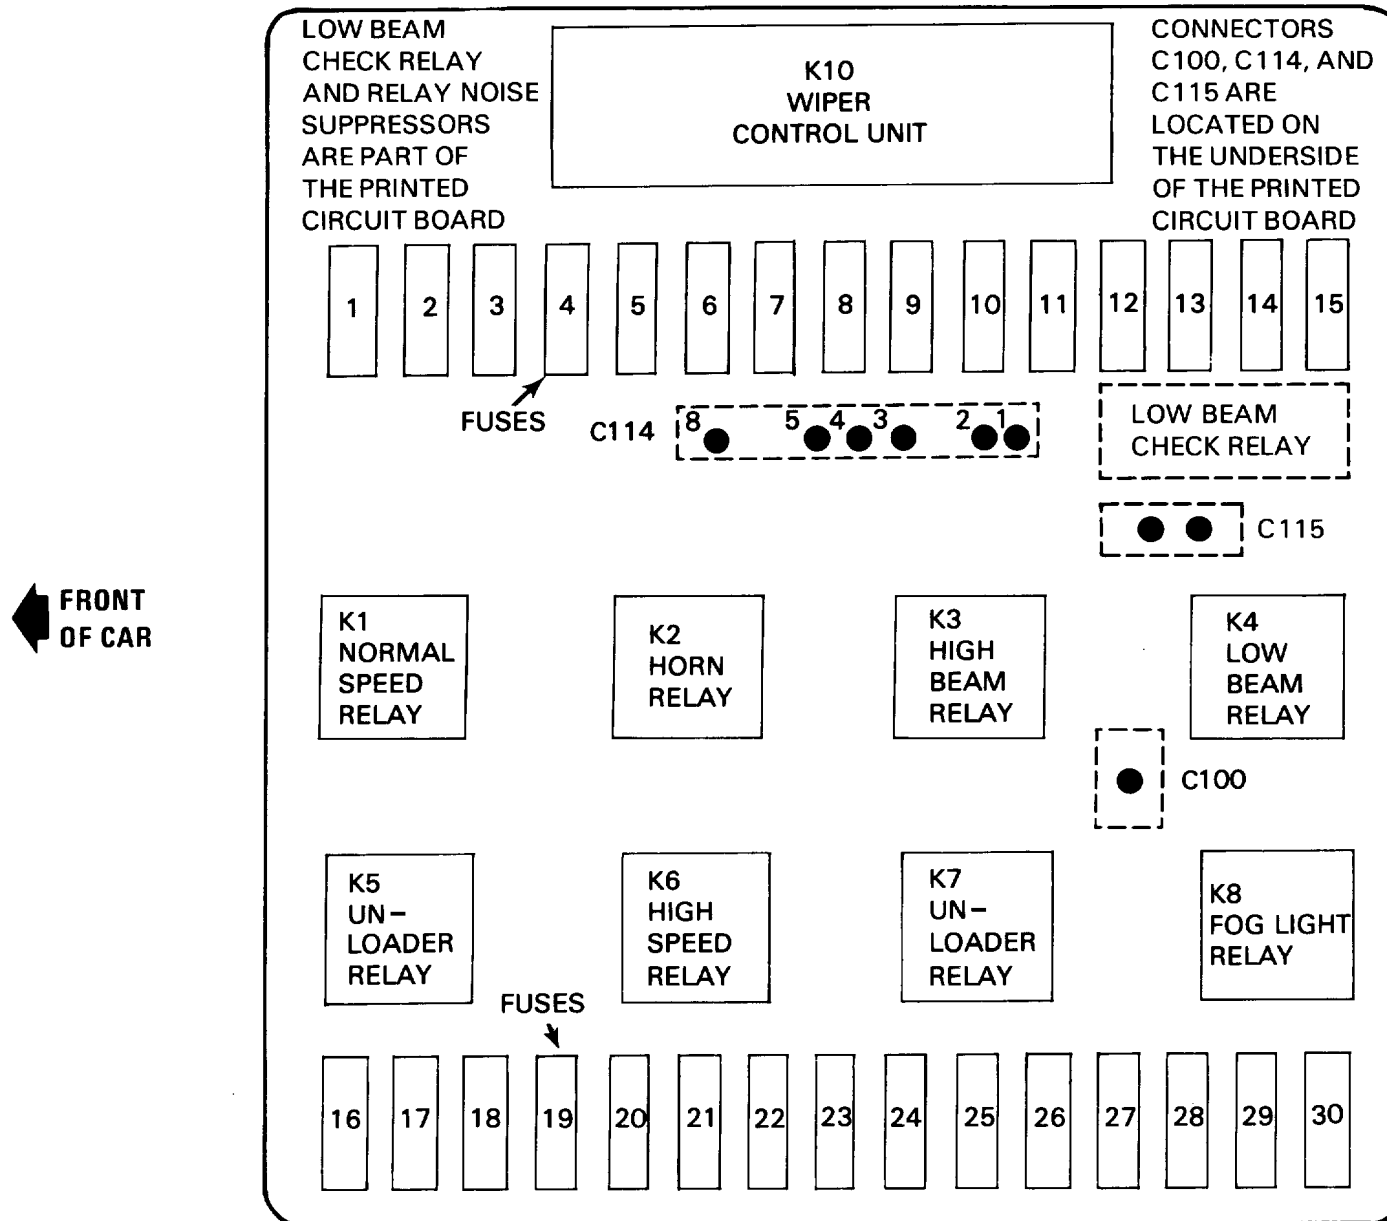 LOW BEAM
CHECK RELAY
AND RELAY NOISE
SUPPRESSORS
ARE PART OF
THE PRINTED
CIRCUIT BOARD
K10
WIPER
CONTROL UNIT
CONNECTORS
C100, C114, AND
C115 ARE
LOCATED ON
THE UNDERSIDE
OF THE PRINTED
CIRCUIT BOARD
1 2 3 4 5 6 7 8 9 10 11 12 13 14 15
FUSES
C114
8 5 4 3 2 1
LOW BEAM
CHECK RELAY
C115
FRONT
OF CAR
K1
NORMAL
SPEED
RELAY
K2
HORN
RELAY
K3
HIGH
BEAM
RELAY
K4
LOW
BEAM
RELAY
C100
K5
UN–
LOADER
RELAY
K6
HIGH
SPEED
RELAY
K7
UN–
LOADER
RELAY
K8
FOG LIGHT
RELAY
FUSES
16 17 18 19 20 21 22 23 24 25 26 27 28 29 30